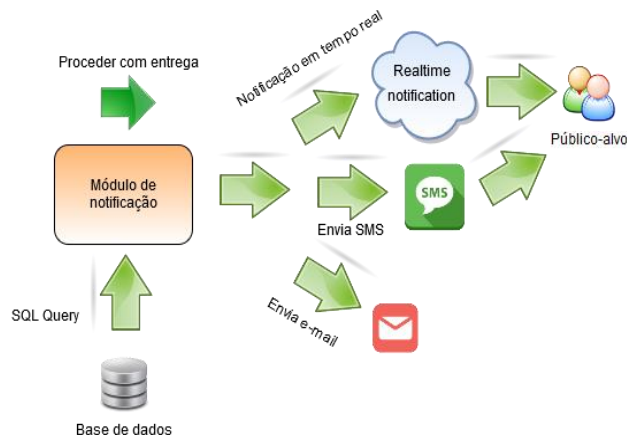 Proceder com entrega
Notificação em tempo real
Realtime
notification
Público-alvo
Módulo de
notificação
SMS
Envia SMS
SQL Query
Envia e-mail
Base de dados